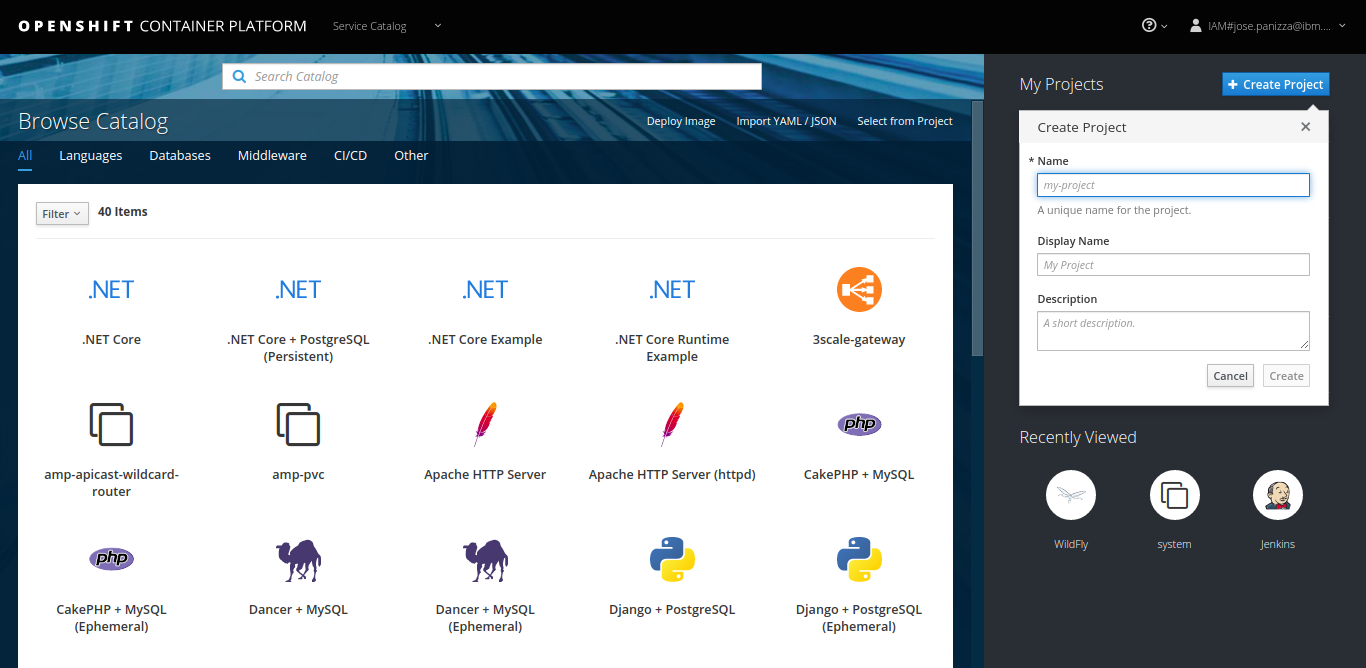 OPENSHIFT CONTAINER PLATFORM
Service Catalog
IAM#jose.panizza@ibm....
Search Catalog
Browse Catalog
Deploy Image
Import YAML / JSON
Select from Project
All
Languages
Databases
Middleware
CI/CD
Other
Filter
40 Items
.NET
.NET
.NET
.NET
.NET Core
.NET Core + PostgreSQL
(Persistent)
.NET Core Example
.NET Core Runtime
Example
3scale-gateway
php
amp-apicast-wildcard-
router
amp-pvc
Apache HTTP Server
Apache HTTP Server (httpd)
CakePHP + MySQL
php
CakePHP + MySQL
(Ephemeral)
Dancer + MySQL
Dancer + MySQL
(Ephemeral)
Django + PostgreSQL
Django + PostgreSQL
(Ephemeral)
My Projects
+ Create Project
Create Project
* Name
my-project
A unique name for the project.
Display Name
My Project
Description
A short description.
Cancel
Create
Recently Viewed
WildFly
system
Jenkins